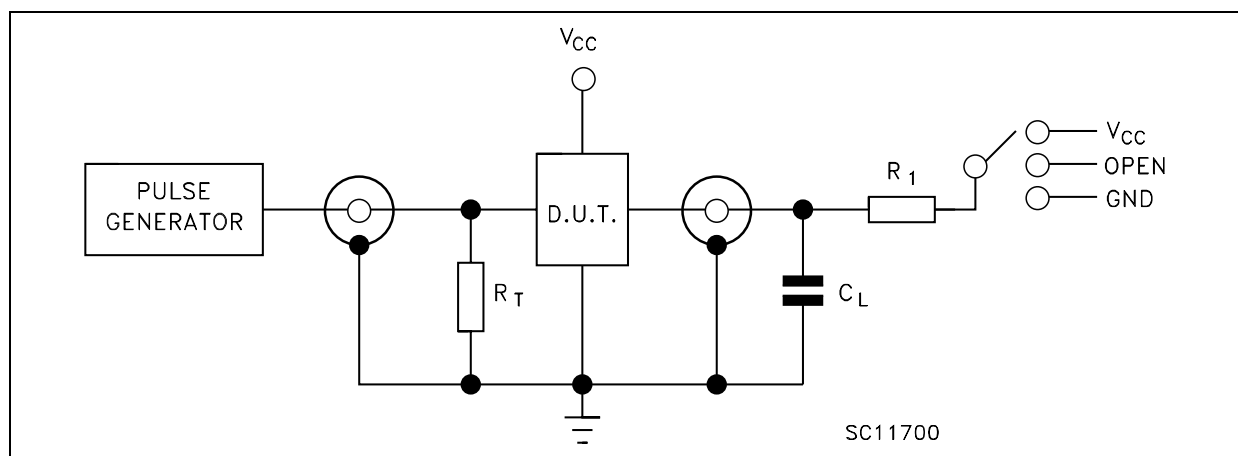 VCC
PULSE
GENERATOR
RT
D.U.T.
R1
CL
VCC
OPEN
GND
SC11700